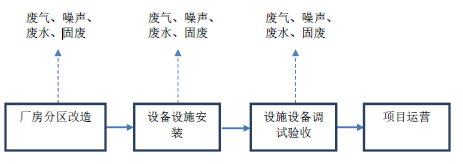 废气、噪声、
废水、固废
废气、噪声、
废水、固废
废气、噪声、
废水、固废
厂房分区改造
设备设施安
装
设施设备调
试验收
项目运营